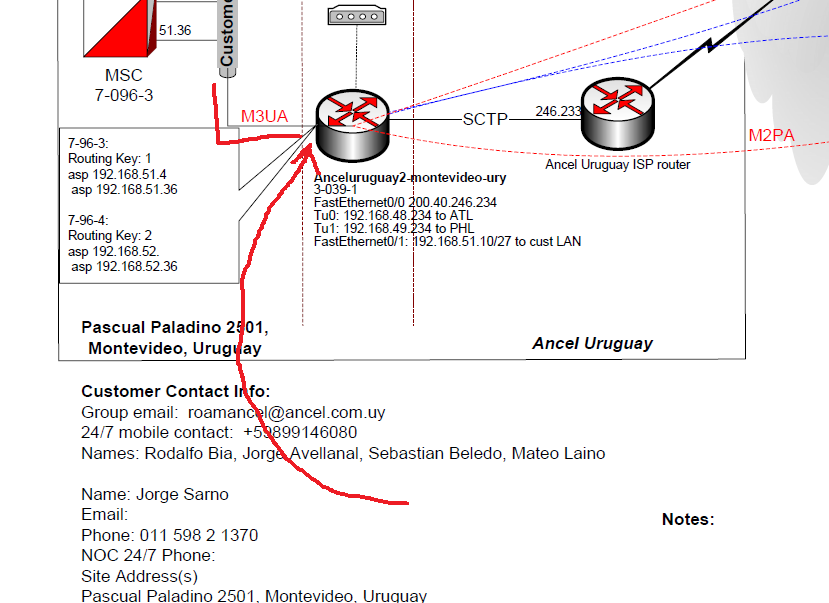 51.36
Custome
MSC
7-096-3
M3UA
SCTP
246.233
M2PA
Ancel Uruguay ISP router
7-96-3:
Routing Key: 1
asp 192.168.51.4
asp 192.168.51.36
7-96-4:
Routing Key: 2
asp 192.168.52.
asp 192.168.52.36
Anceluruguay2-montevideo-ury
3-039-1
FastEthernet0/0 200.40.246.234
Tu0: 192.168.48.234 to ATL
Tu1: 192.168.49.234 to PHL
FastEthernet0/1: 192.168.51.10/27 to cust LAN
Pascual Paladino 2501,
Montevideo, Uruguay
Ancel Uruguay
Customer Contact Info:
Group email: roamancel@ancel.com.uy
24/7 mobile contact: +59899146080
Names: Rodalfo Bia, Jorge Avellanal, Sebastian Beledo, Mateo Laino
Name: Jorge Sarno
Email:
Phone: 011 598 2 1370
NOC 24/7 Phone:
Site Address(s)
Pascual Paladino 2501, Montevideo, Uruguay
Notes: